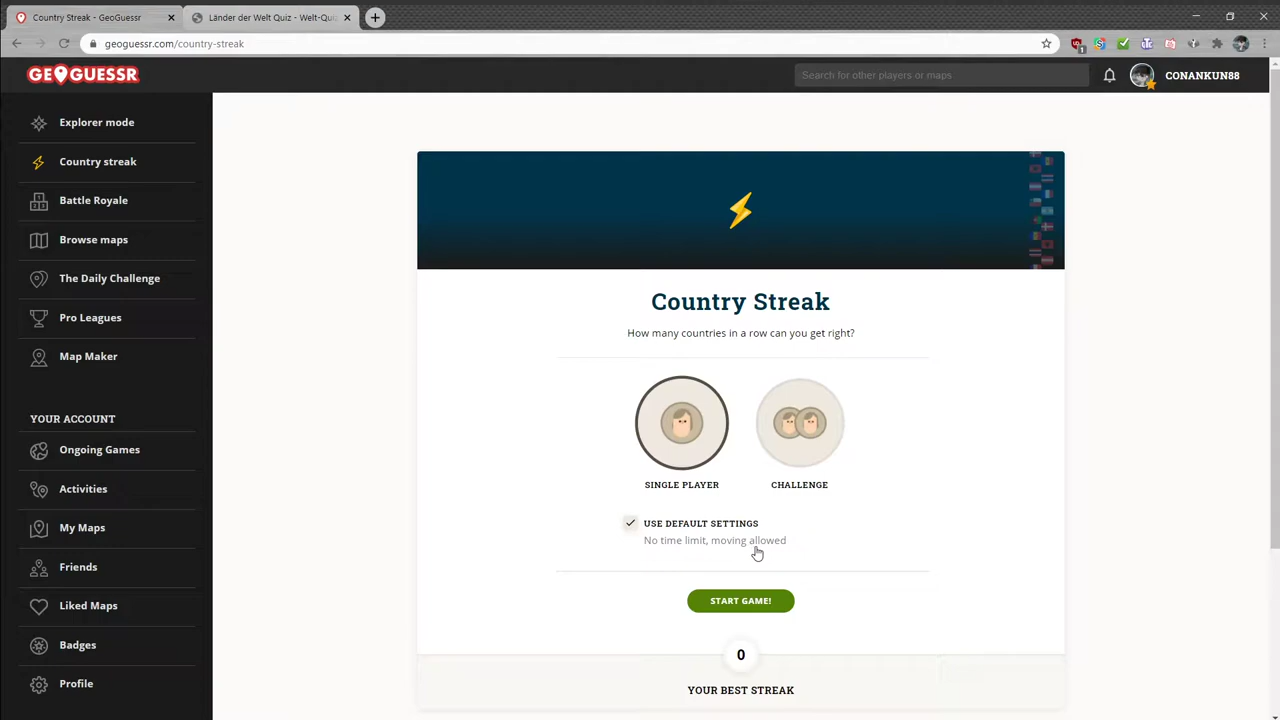 Country Streak - GeoGuessr
Länder der Welt Quiz - Welt-Qui
geoguessr.com/country-streak
GEOGUESSR
Search for other players or maps
CONANKUN88
Explorer mode
Country streak
Battle Royale
Browse maps
The Daily Challenge
Pro Leagues
Map Maker
YOUR ACCOUNT
Ongoing Games
Activities
My Maps
Friends
Liked Maps
Badges
Profile
Country Streak
How many countries in a row can you get right?
SINGLE PLAYER
CHALLENGE
USE DEFAULT SETTINGS
No time limit, moving allowed
START GAME!
0
YOUR BEST STREAK